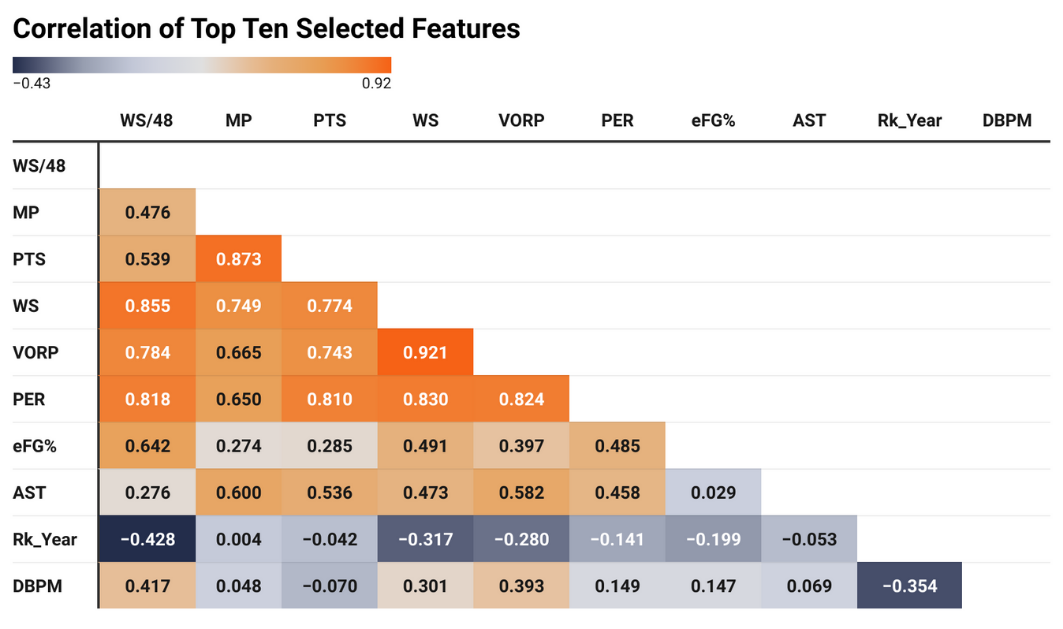 Correlation of Top Ten Selected Features
−0.43 0.92
WS/48 MP PTS WS VORP PER eFG% AST Rk_Year DBPM
WS/48
MP 0.476
PTS 0.539 0.873
WS 0.855 0.749 0.774
VORP 0.784 0.665 0.743 0.921
PER 0.818 0.650 0.810 0.830 0.824
eFG% 0.642 0.274 0.285 0.491 0.397 0.485
AST 0.276 0.600 0.536 0.473 0.582 0.458 0.029
Rk_Year −0.428 0.004 −0.042 −0.317 −0.280 −0.141 −0.199 −0.053
DBPM 0.417 0.048 −0.070 0.301 0.393 0.149 0.147 0.069 −0.354